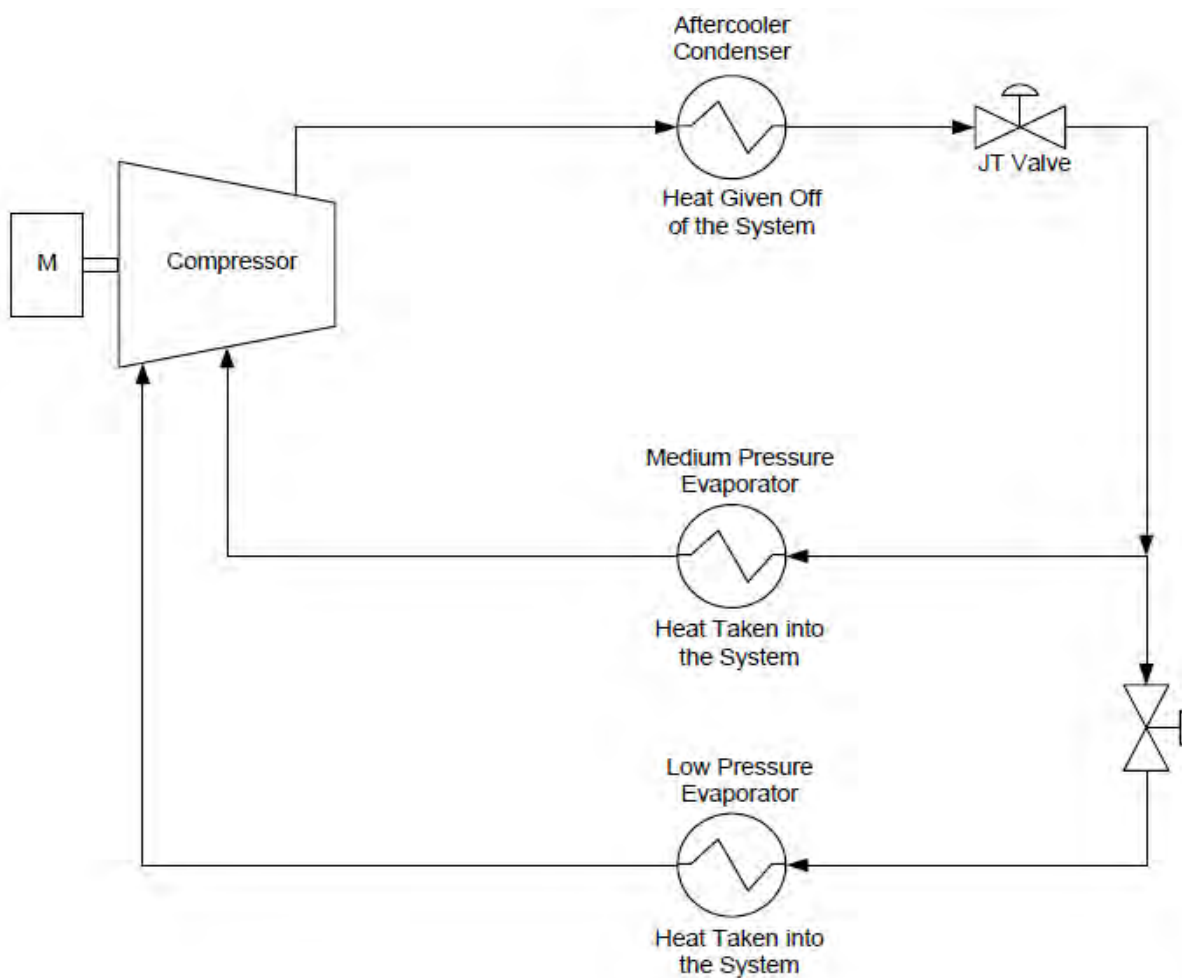 Aftercooler
Condenser
JT Valve
Heat Given Off
of the System
M
Compressor
Medium Pressure
Evaporator
Heat Taken into
the System
Low Pressure
Evaporator
Heat Taken into
the System